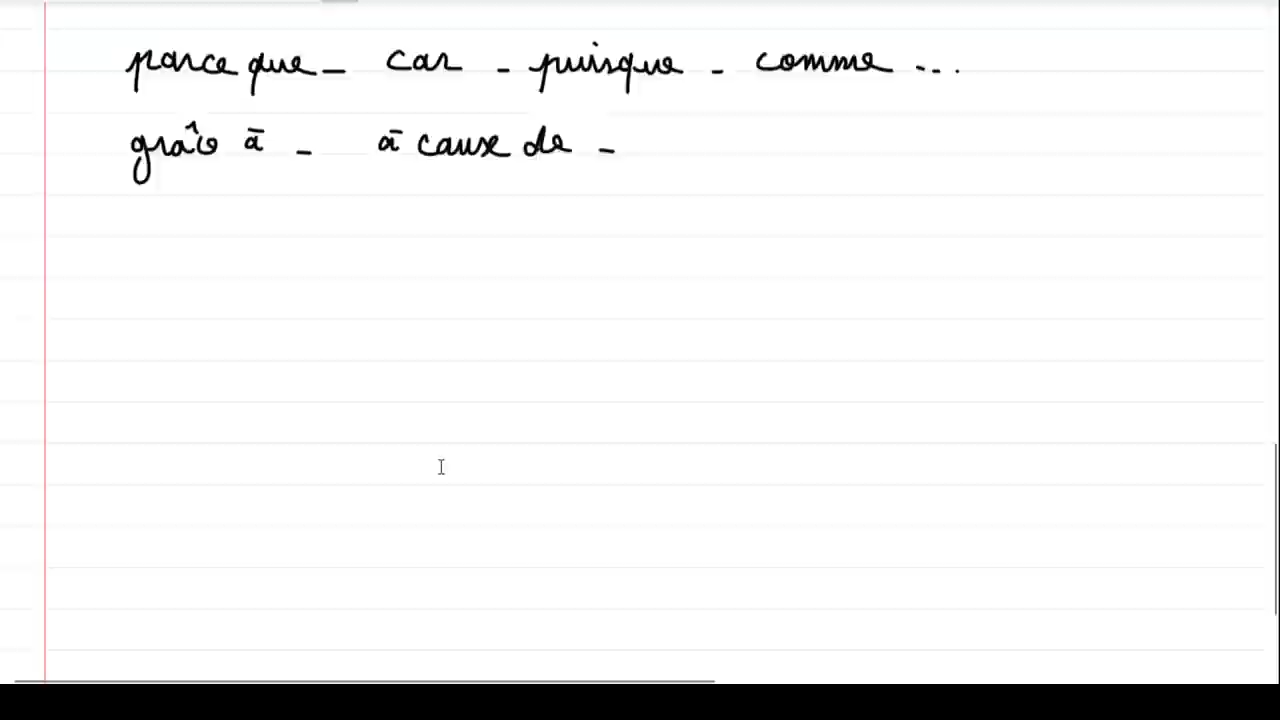 parce que - car - puisque - comme ...
grâce à - à cause de -